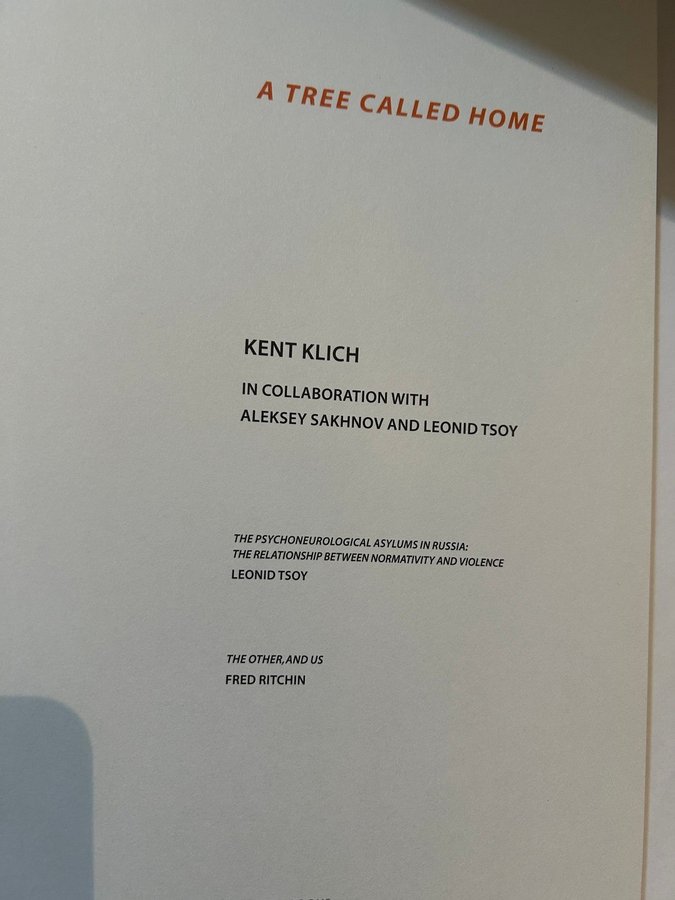 A TREE CALLED HOME
KENT KLICH
IN COLLABORATION WITH
ALEKSEY SAKHNOV AND LEONID TSOY
THE PSYCHONEUROLOGICAL ASYLUMS IN RUSSIA:
THE RELATIONSHIP BETWEEN NORMATIVITY AND VIOLENCE
LEONID TSOY
THE OTHER, AND US
FRED RITCHIN